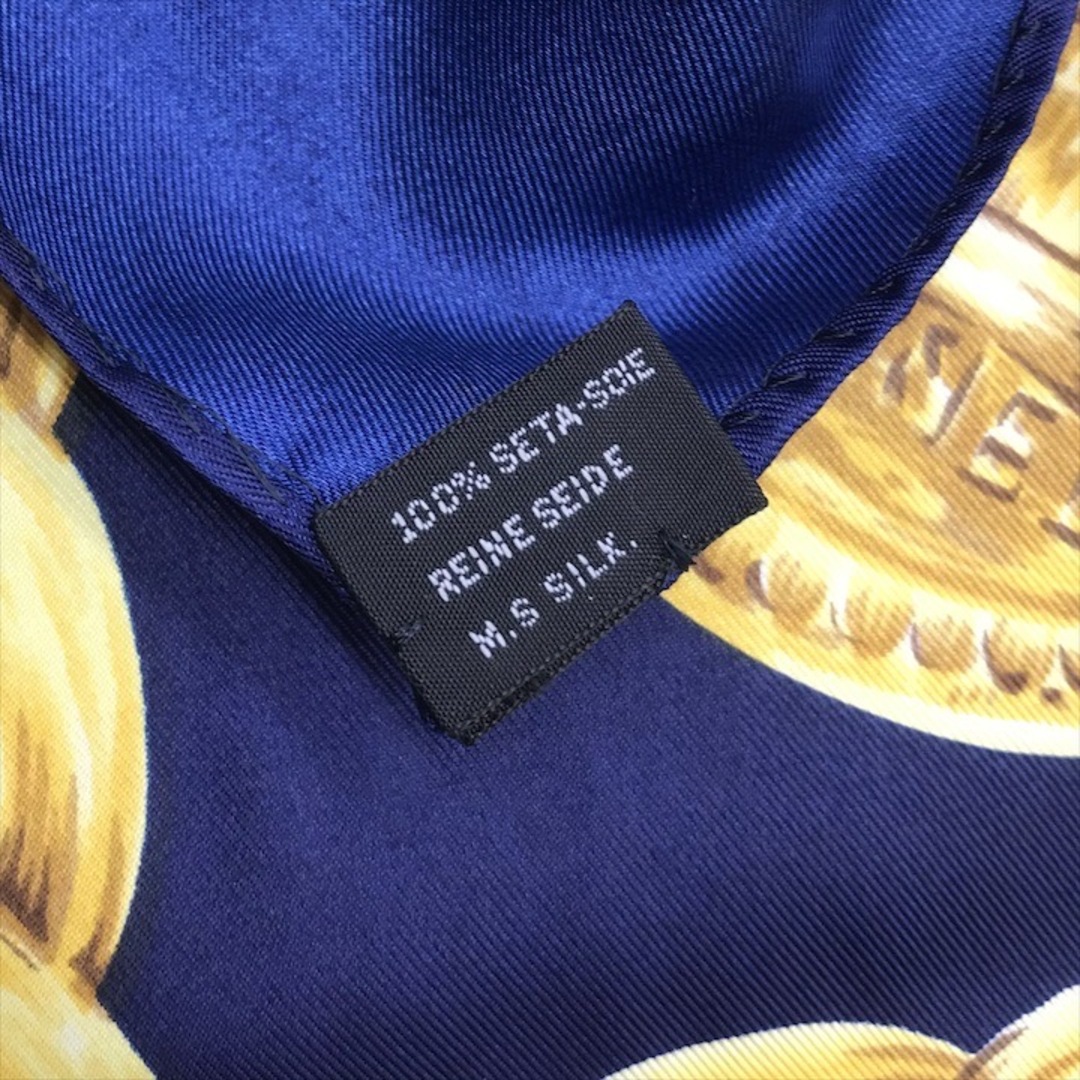 100% SETA-SOIE
REINE SEIDE
M.S SILK.